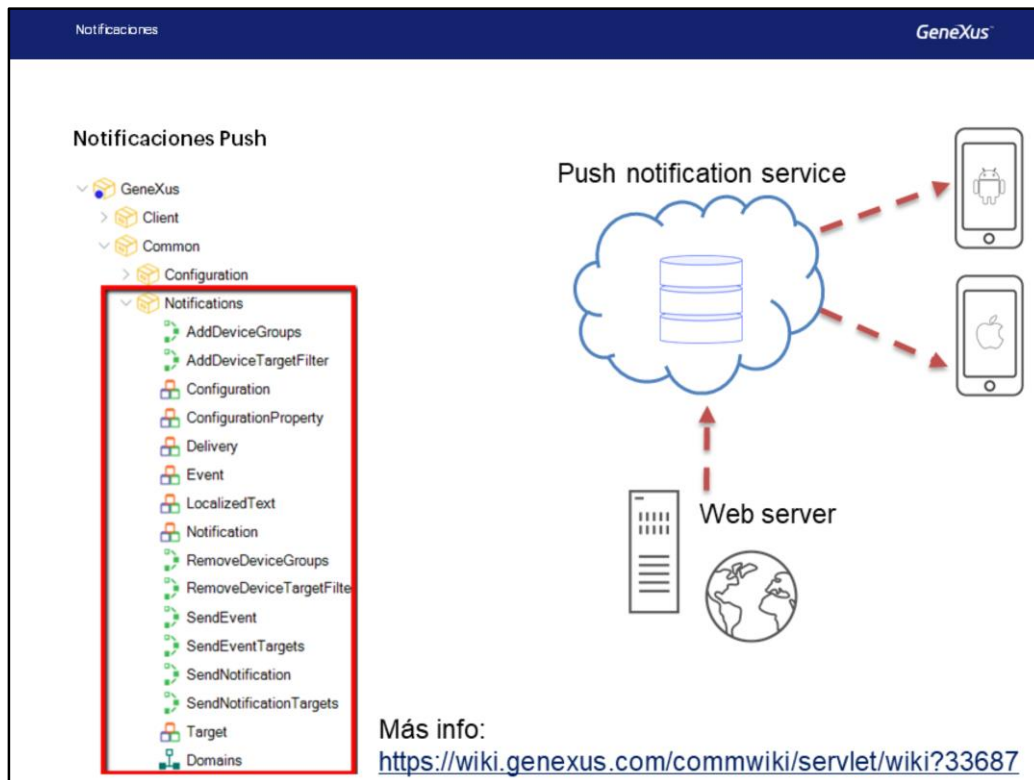 Notificaciones
GeneXus™
Notificaciones Push
GeneXus
Client
Common
Configuration
Notifications
AddDeviceGroups
AddDeviceTargetFilter
Configuration
ConfigurationProperty
Delivery
Event
LocalizedText
Notification
RemoveDeviceGroups
RemoveDeviceTargetFilte
SendEvent
SendEventTargets
SendNotification
SendNotificationTargets
Target
Domains
Push notification service
Web server
Más info:
https://wiki.genexus.com/commwiki/servlet/wiki?33687